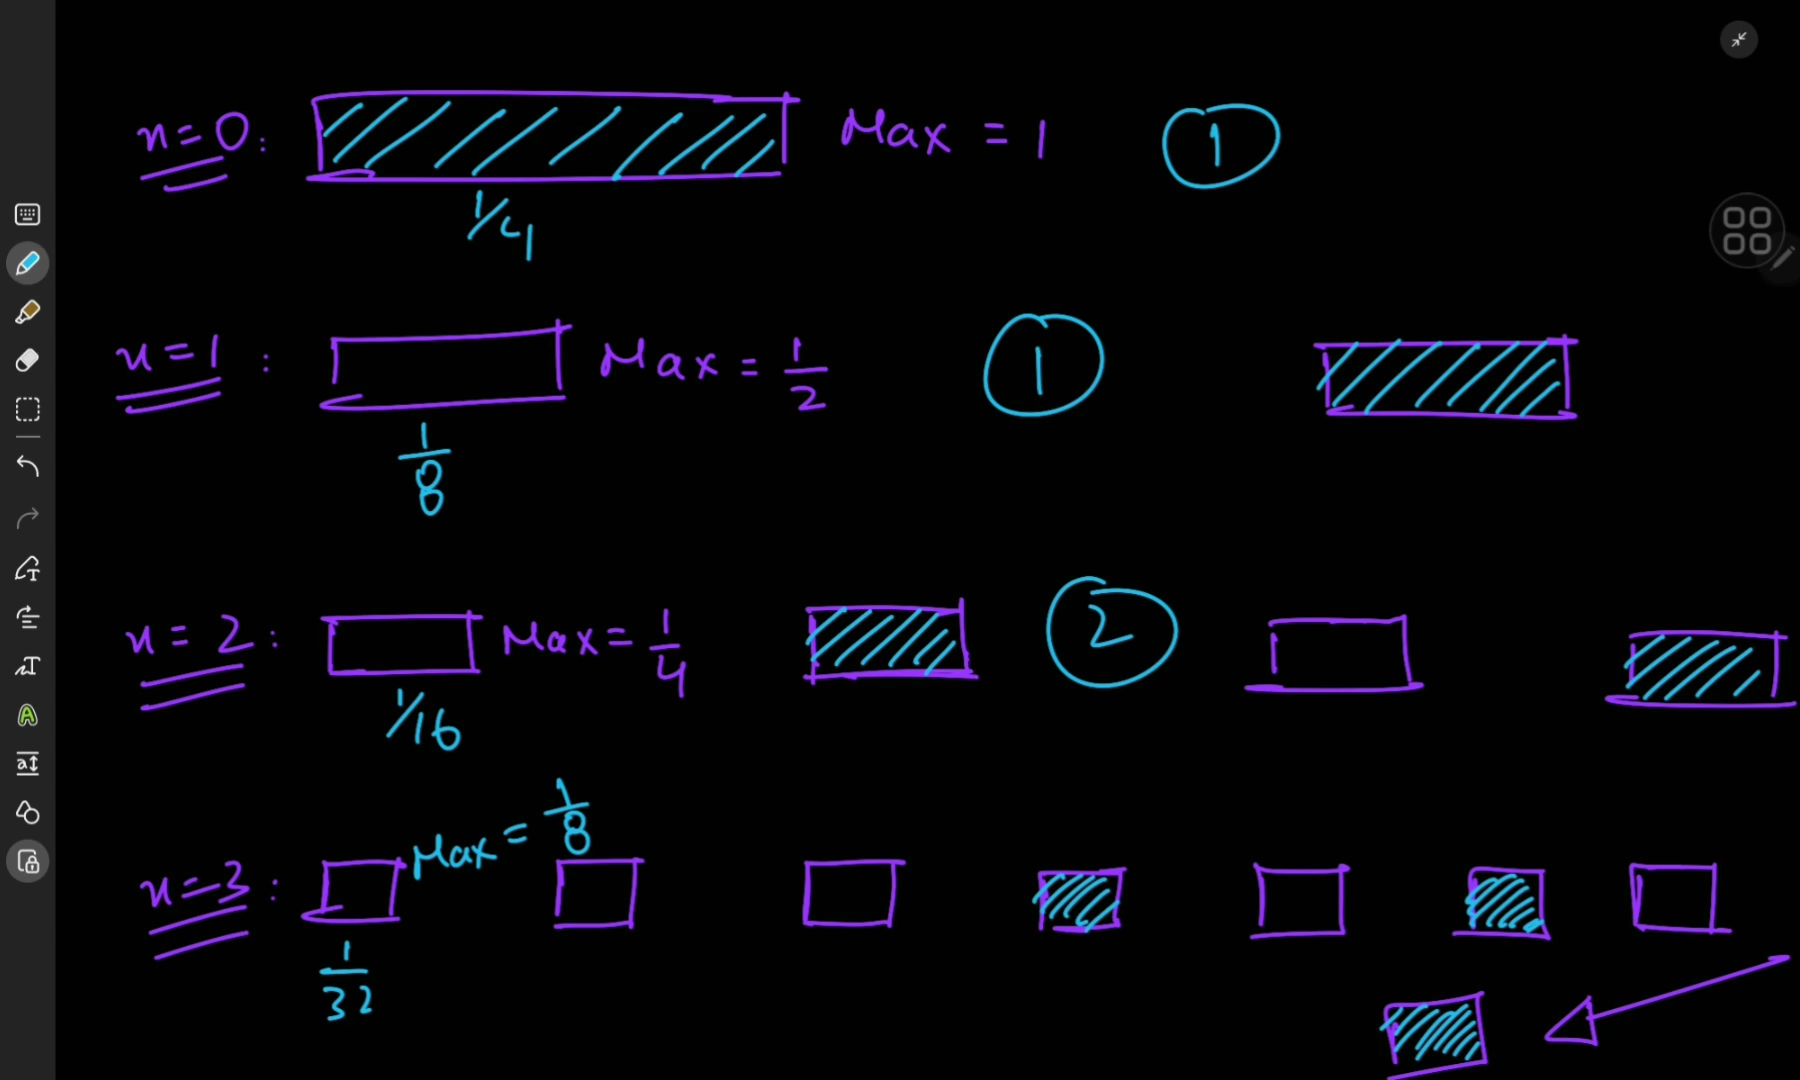 n=0: Max = 1 1
1/4
n=1: Max = 1/2 1
1/8
n=2: Max = 1/4 2
1/16
n=3: Max = 1/8
1/32